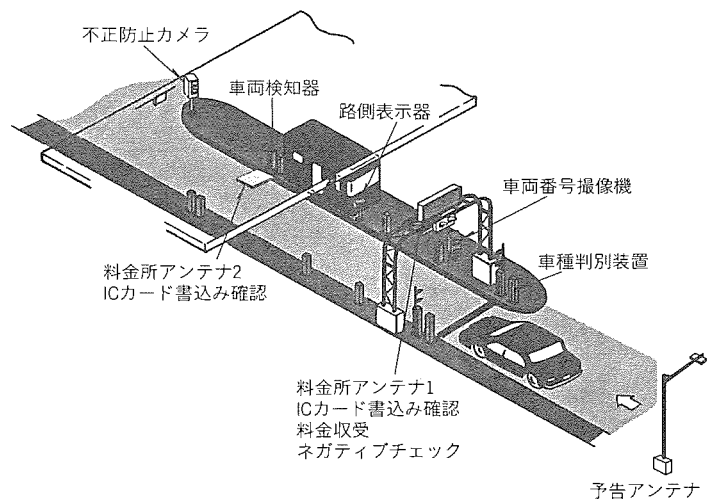 不正防止カメラ
車両検知器
路側表示器
車両番号撮像機
車種判別装置
料金所アンテナ2
ICカード書込み確認
料金所アンテナ1
ICカード書込み確認
料金収受
ネガティブチェック
予告アンテナ